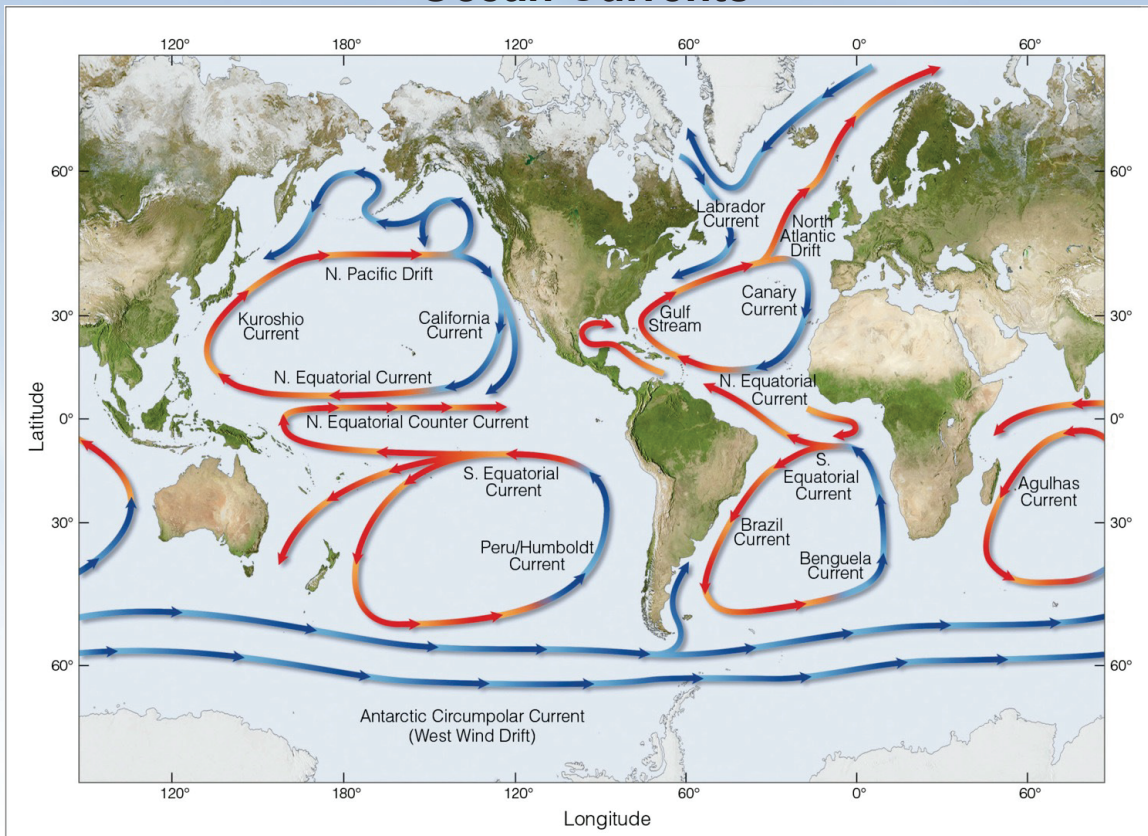 Ocean Currents
120° 180° 120° 60° 0° 60°
60° 60°
Labrador
Current
North
Atlantic
Drift
N. Pacific Drift
Canary
Current
30° 30°
Kuroshio
Current
California
Current
Gulf
Stream
N. Equatorial Current
N. Equatorial
Current
0° 0°
N. Equatorial Counter Current
Latitude
S. Equatorial
Current
S.
Equatorial
Current
Agulhas
Current
30° 30°
Brazil
Current
Peru/Humboldt
Current
Benguela
Current
60° 60°
Antarctic Circumpolar Current
(West Wind Drift)
120° 180° 120° 60° 0° 60°
Longitude